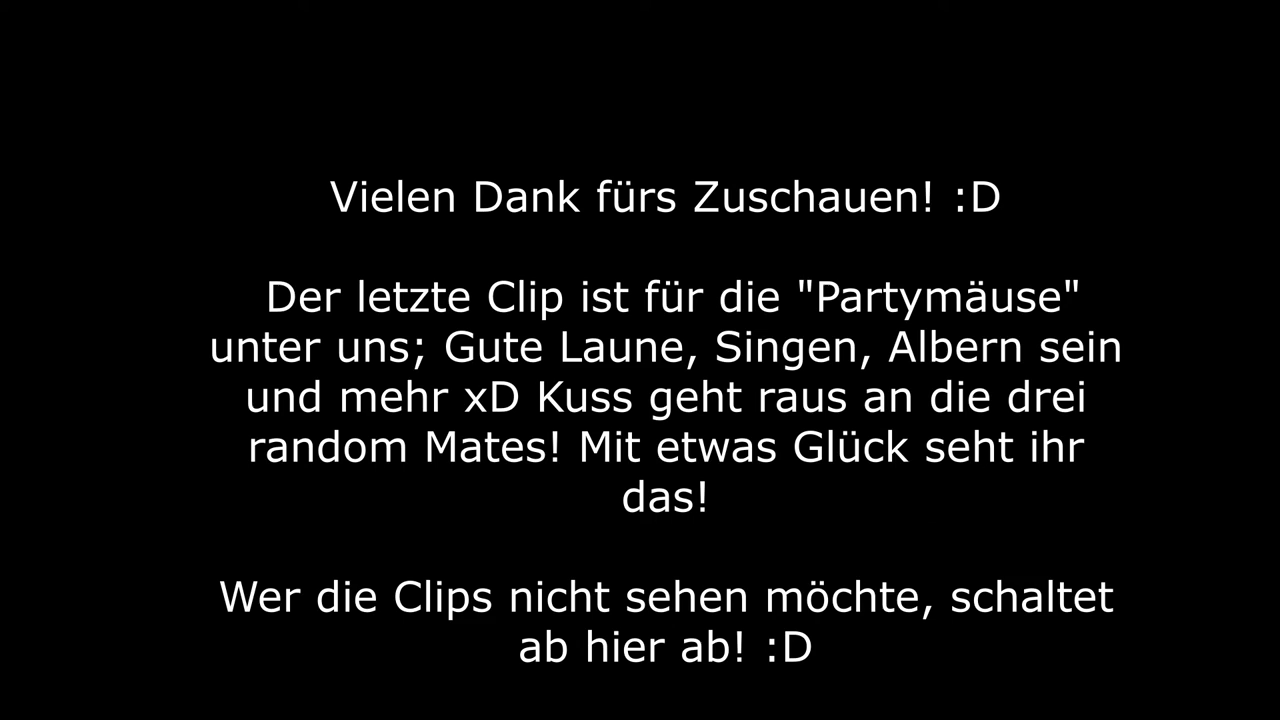 Vielen Dank fürs Zuschauen! :D
Der letzte Clip ist für die "Partymäuse"
unter uns; Gute Laune, Singen, Albern sein
und mehr xD Kuss geht raus an die drei
random Mates! Mit etwas Glück seht ihr
das!
Wer die Clips nicht sehen möchte, schaltet
ab hier ab! :D